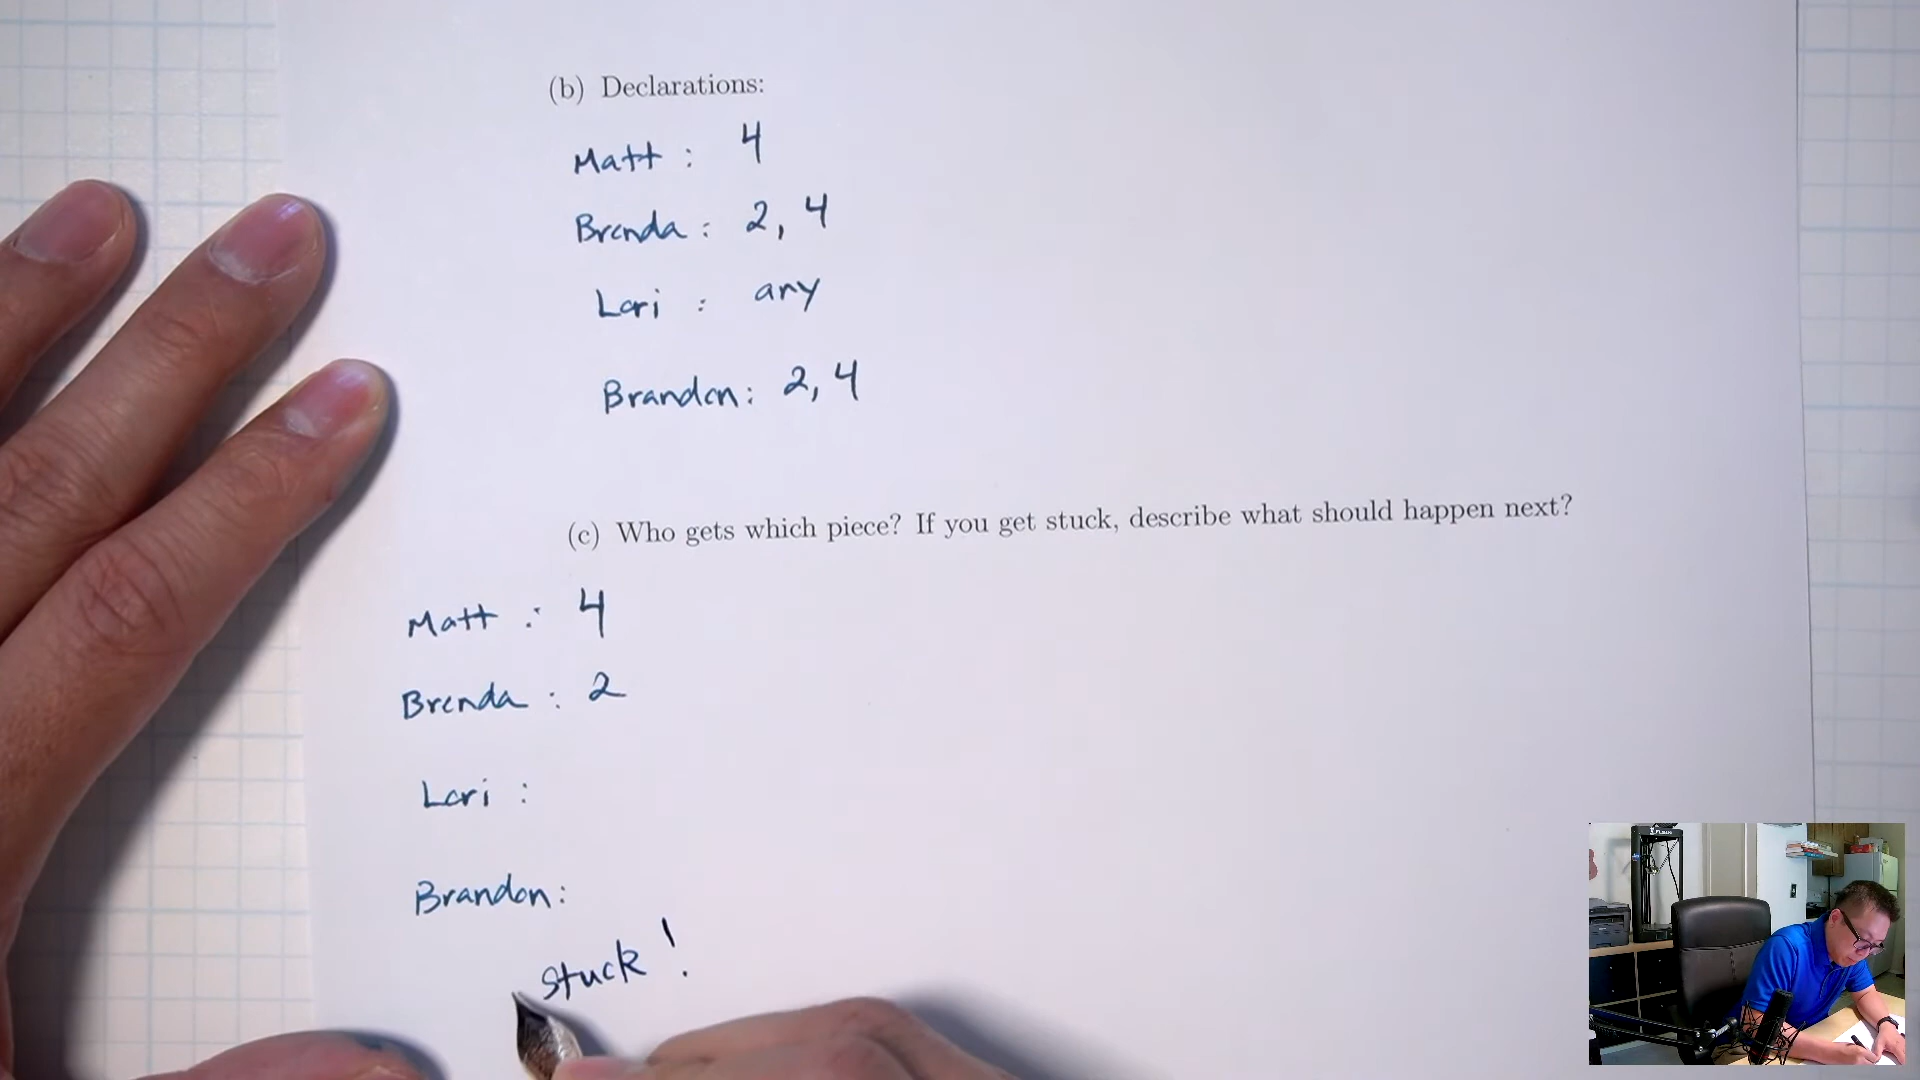 (b) Declarations:
Matt : 4
Brenda : 2, 4
Lori : any
Brandon: 2, 4
(c) Who gets which piece? If you get stuck, describe what should happen next?
Matt : 4
Brenda : 2
Lori :
Brandon:
stuck !